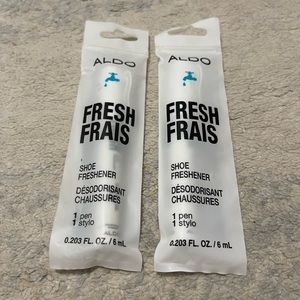 ALDO
FRESH
FRAIS
SHOE
FRESHENER
DÉSODORISANT
CHAUSSURES
1 pen
1 stylo
ALDO
0.203 FL. OZ. / 6 mL
ALDO
FRESH
FRAIS
SHOE
FRESHENER
DÉSODORISANT
CHAUSSURES
1 pen
1 stylo
0.203 FL. OZ. / 6 mL